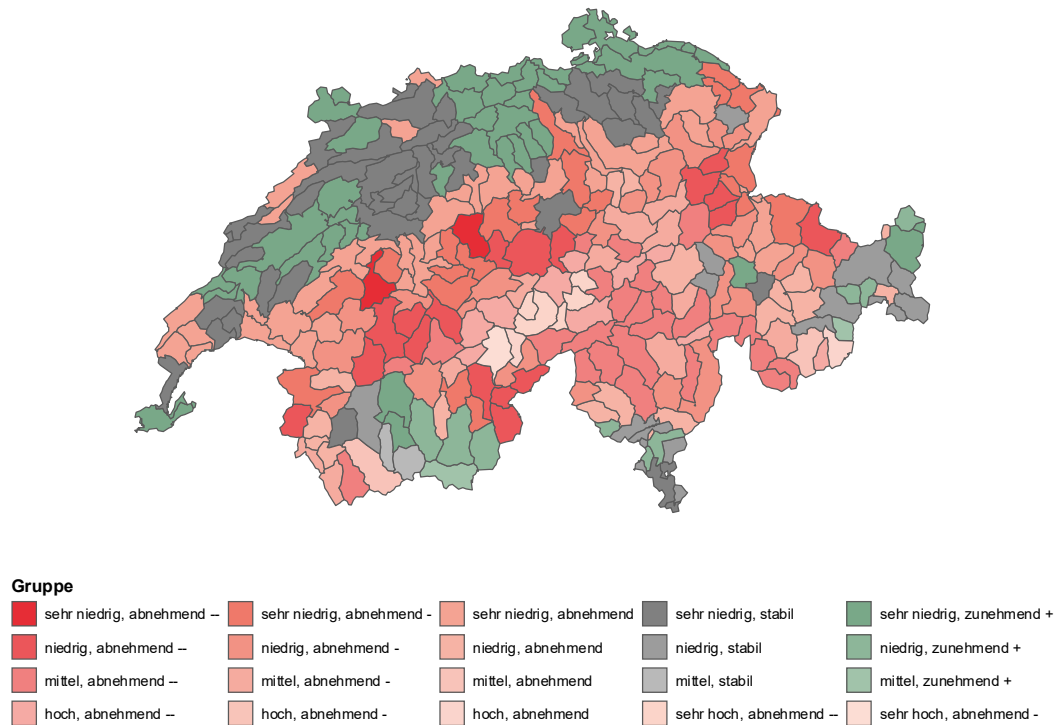 Gruppe
sehr niedrig, abnehmend -- sehr niedrig, abnehmend - sehr niedrig, abnehmend sehr niedrig, stabil sehr niedrig, zunehmend +
niedrig, abnehmend -- niedrig, abnehmend - niedrig, abnehmend niedrig, stabil niedrig, zunehmend +
mittel, abnehmend -- mittel, abnehmend - mittel, abnehmend mittel, stabil mittel, zunehmend +
hoch, abnehmend -- hoch, abnehmend - hoch, abnehmend sehr hoch, abnehmend -- sehr hoch, abnehmend -